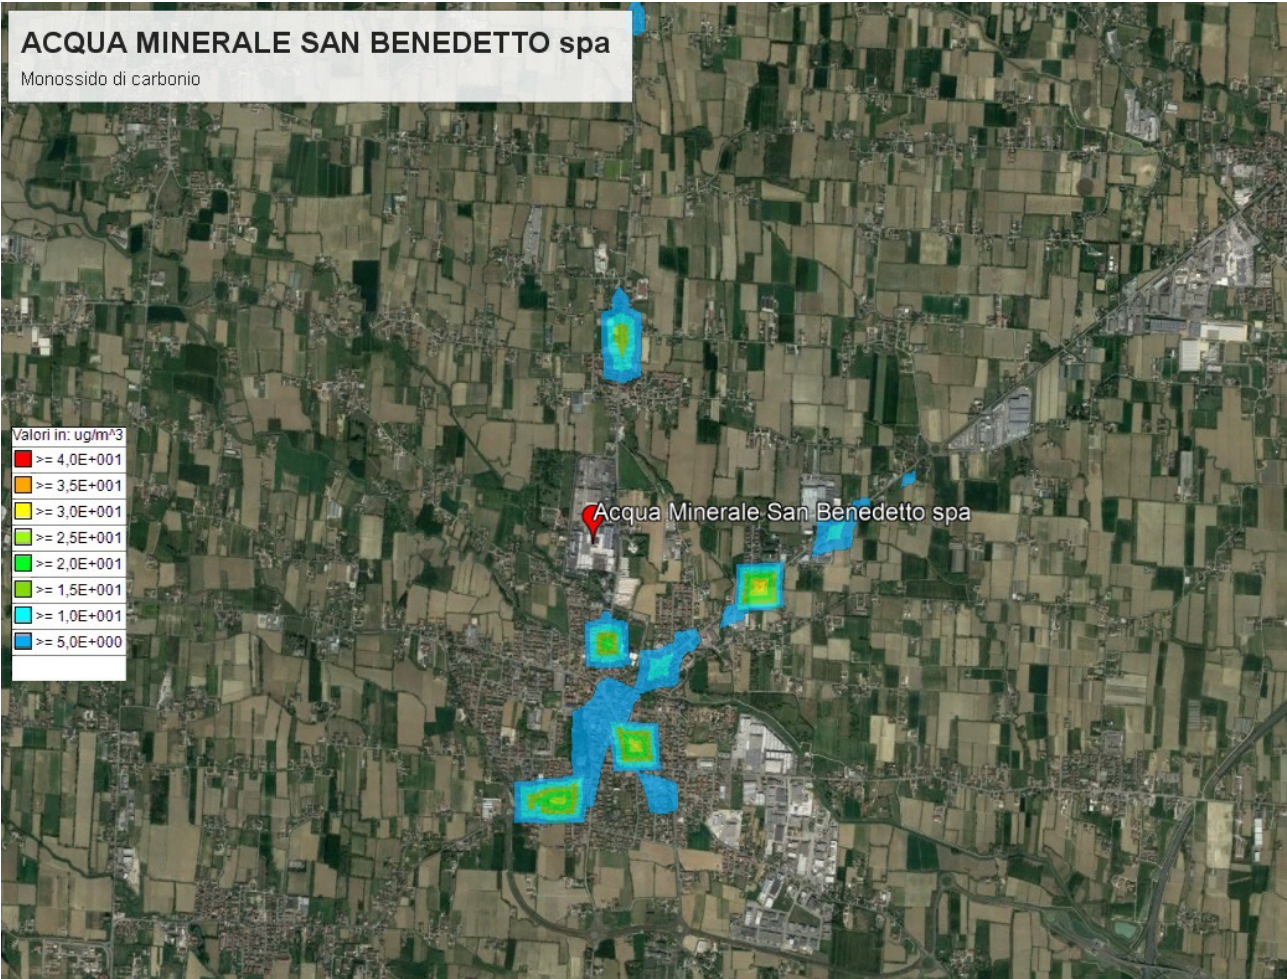 ACQUA MINERALE SAN BENEDETTO spa
Monossido di carbonio
Valori in: ug/m^3
>= 4,0E+001
>= 3,5E+001
>= 3,0E+001
>= 2,5E+001
>= 2,0E+001
>= 1,5E+001
>= 1,0E+001
>= 5,0E+000
Acqua Minerale San Benedetto spa